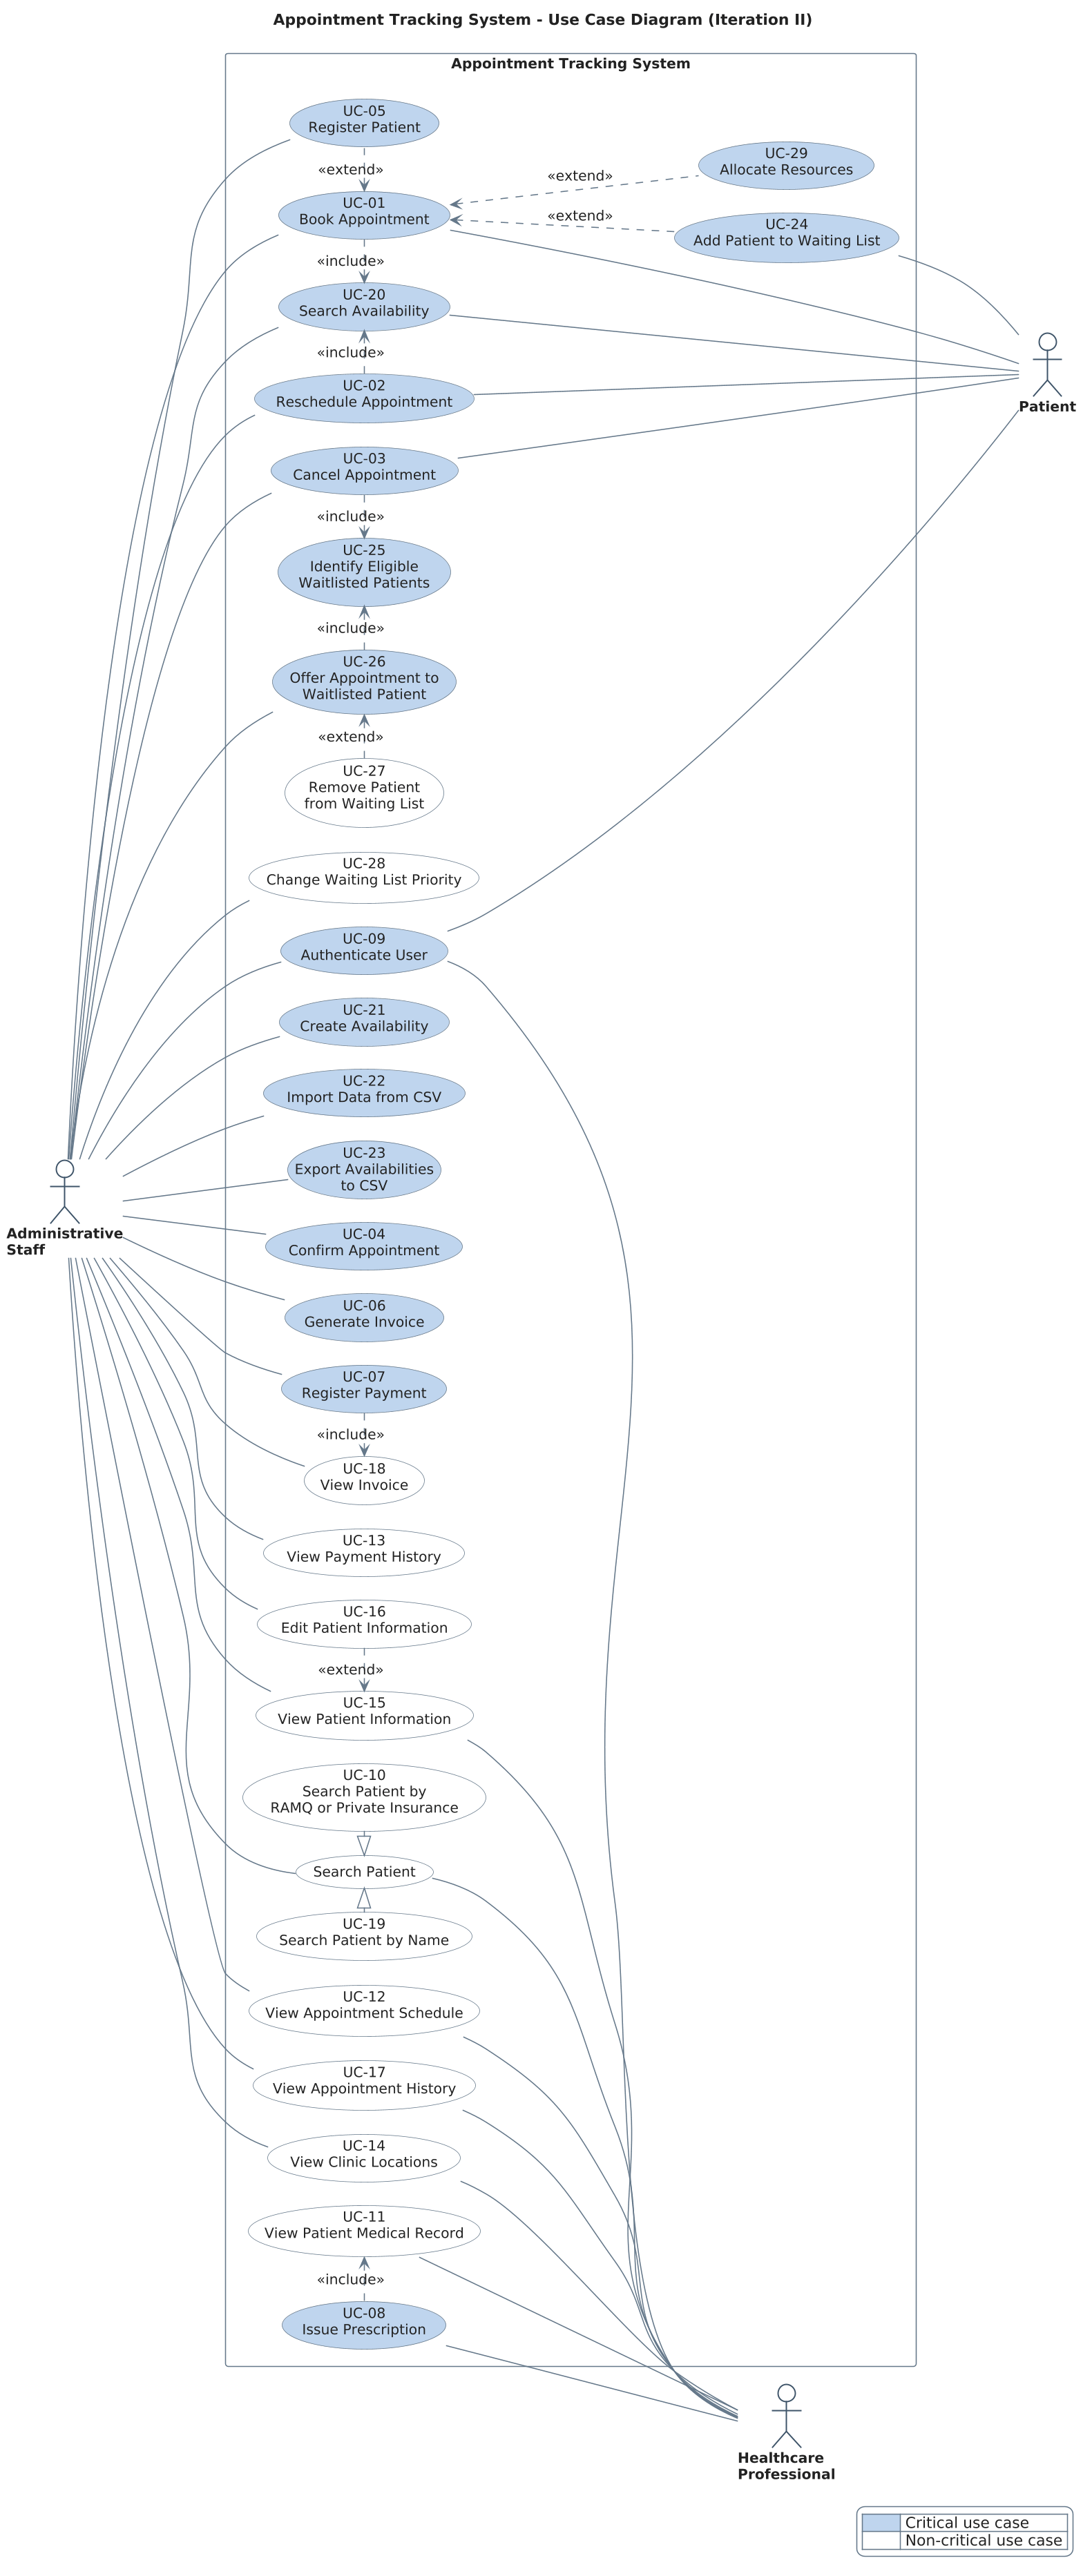 Appointment Tracking System - Use Case Diagram (Iteration II)
Appointment Tracking System
UC-05
Register Patient
«extend»
UC-29
Allocate Resources
«extend»
UC-01
Book Appointment
«extend»
UC-24
Add Patient to Waiting List
«include»
UC-20
Search Availability
«include»
UC-02
Reschedule Appointment
Patient
UC-03
Cancel Appointment
«include»
UC-25
Identify Eligible
Waitlisted Patients
«include»
UC-26
Offer Appointment to
Waitlisted Patient
«extend»
UC-27
Remove Patient
from Waiting List
UC-28
Change Waiting List Priority
UC-09
Authenticate User
UC-21
Create Availability
UC-22
Import Data from CSV
UC-23
Export Availabilities
to CSV
Administrative
Staff
UC-04
Confirm Appointment
UC-06
Generate Invoice
UC-07
Register Payment
«include»
UC-18
View Invoice
UC-13
View Payment History
UC-16
Edit Patient Information
«extend»
UC-15
View Patient Information
UC-10
Search Patient by
RAMQ or Private Insurance
Search Patient
UC-19
Search Patient by Name
UC-12
View Appointment Schedule
UC-17
View Appointment History
UC-14
View Clinic Locations
UC-11
View Patient Medical Record
«include»
UC-08
Issue Prescription
Healthcare
Professional
Critical use case
Non-critical use case